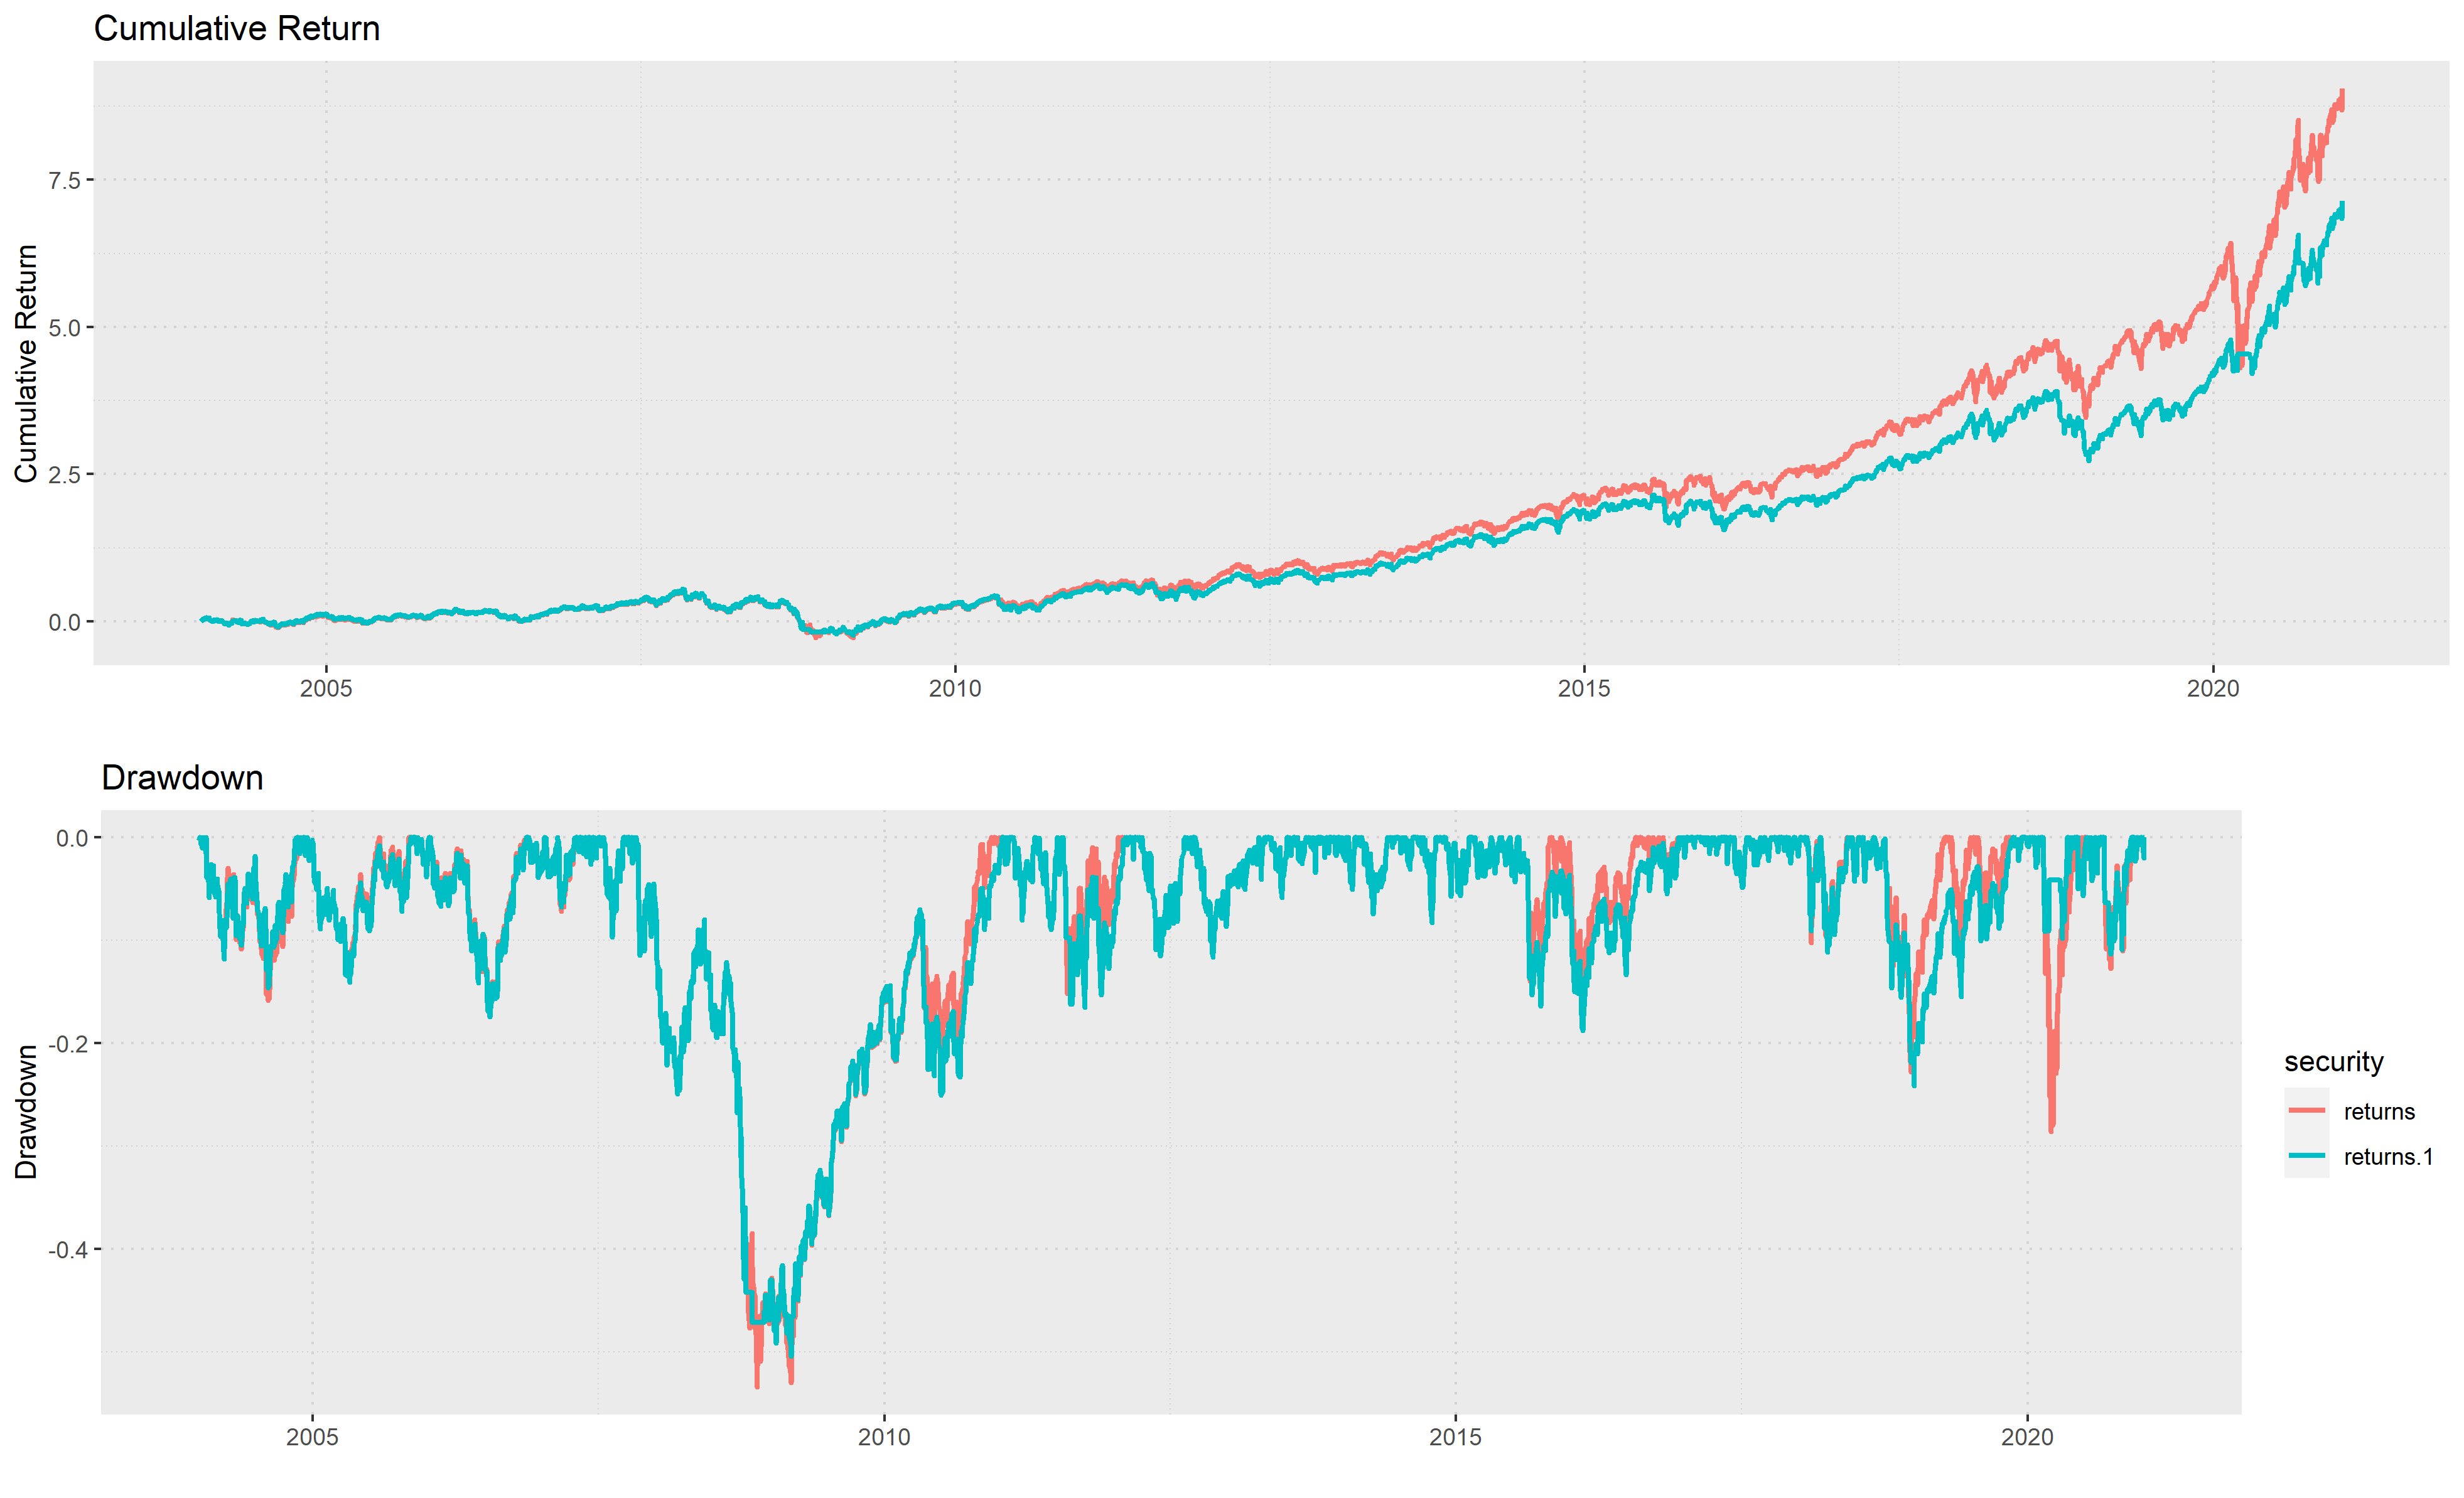 Cumulative Return
Cumulative Return
7.5
5.0
2.5
0.0
2005 2010 2015 2020
Drawdown
Drawdown
0.0
-0.2
-0.4
2005 2010 2015 2020
security
returns
returns.1